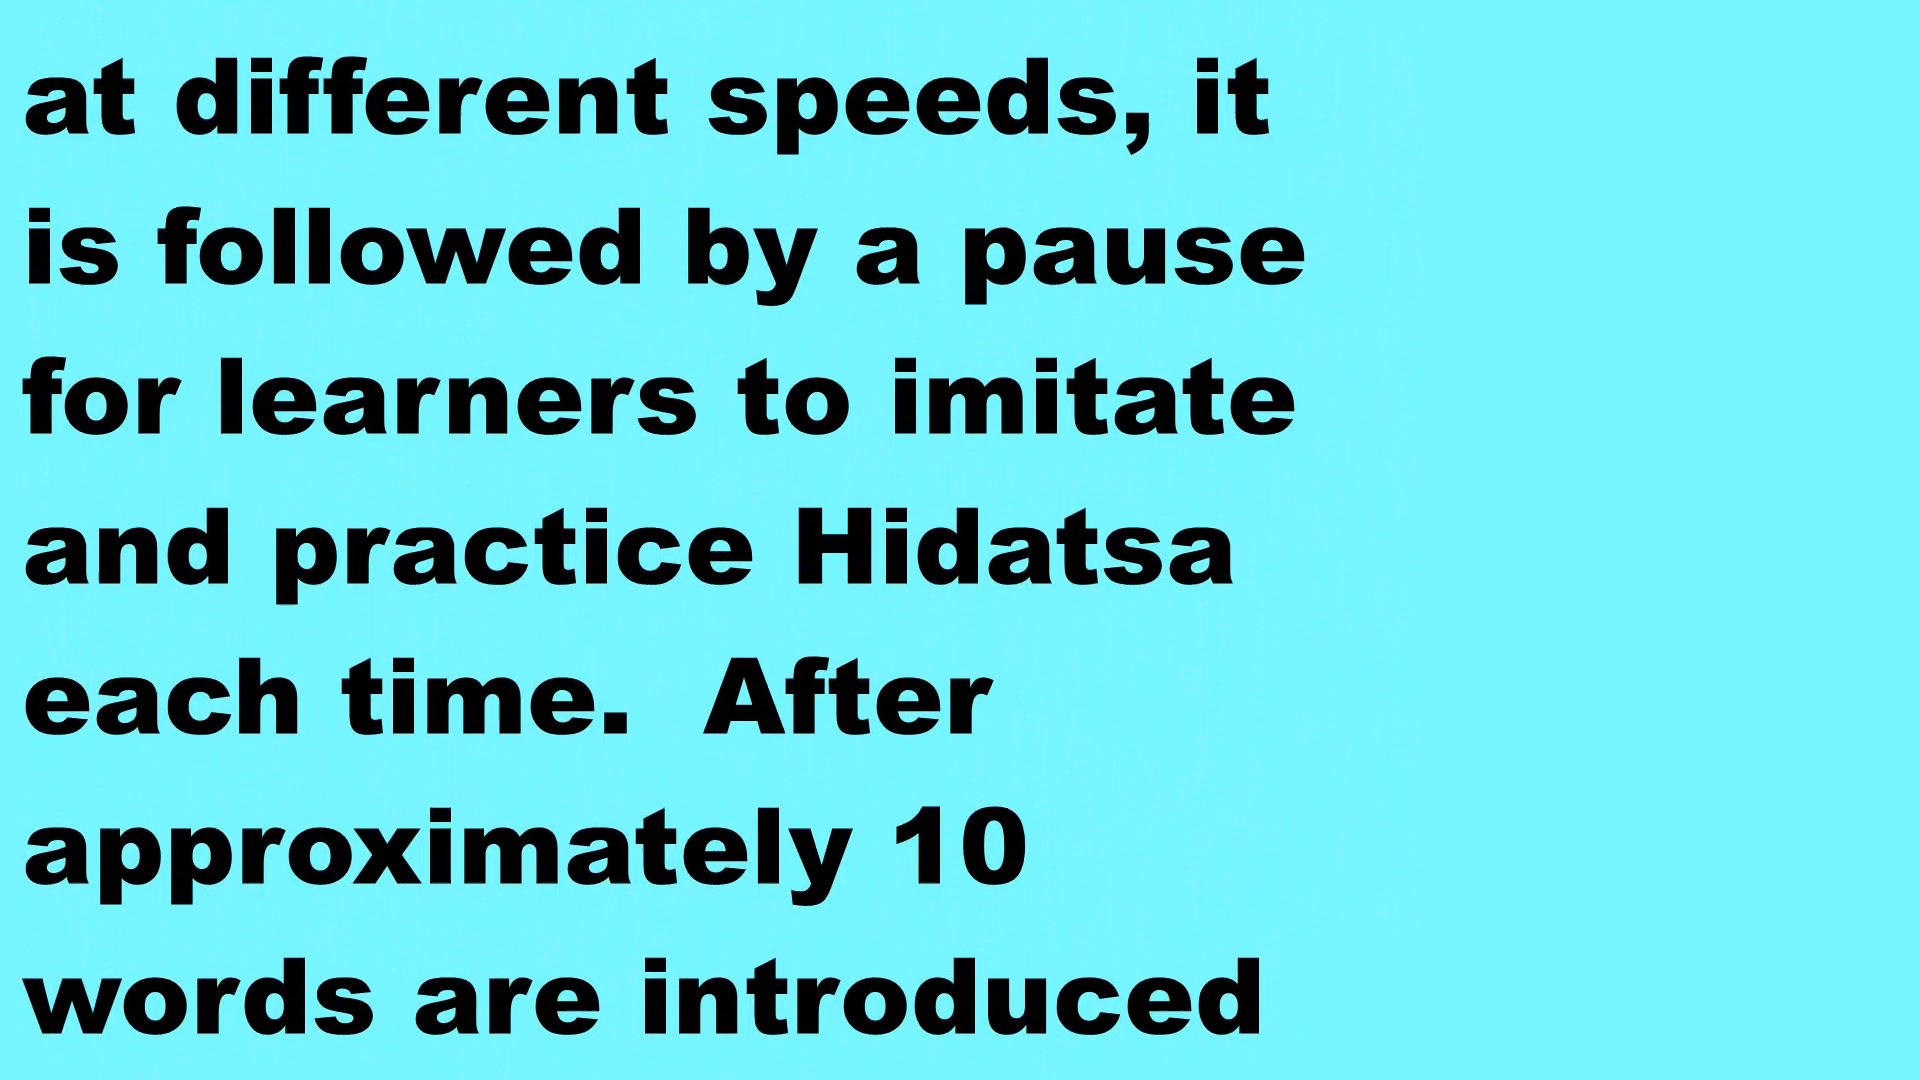 at different speeds, it
is followed by a pause
for learners to imitate
and practice Hidatsa
each time.  After
approximately 10
words are introduced